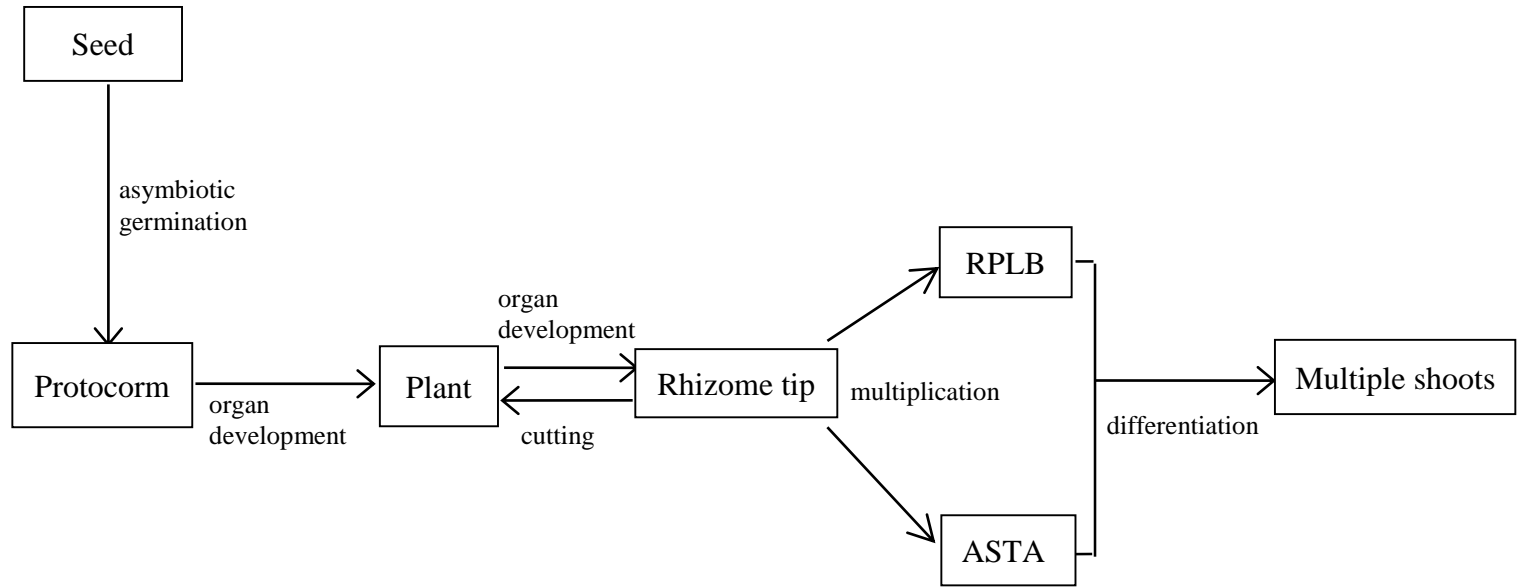 Seed
asymbiotic
germination
Protocorm
organ
development
Plant
organ
development
cutting
Rhizome tip
multiplication
RPLB
ASTA
differentiation
Multiple shoots